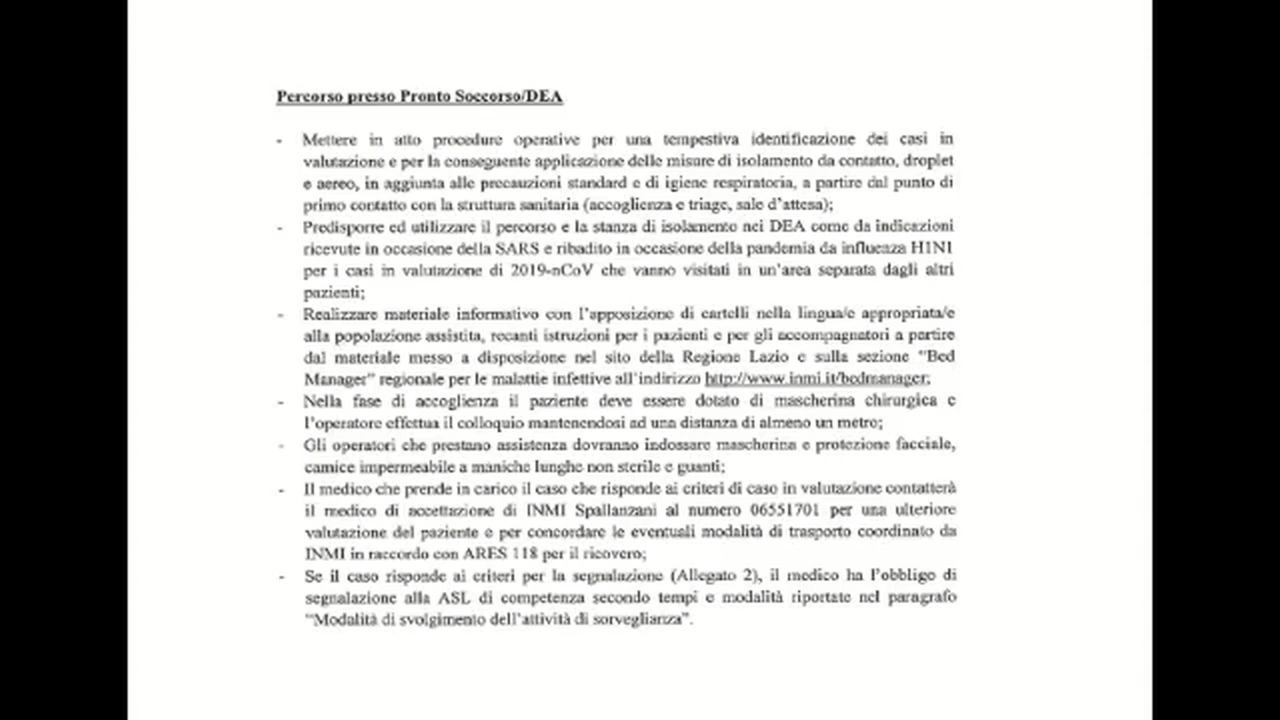 Percorso presso Pronto Soccorso/DEA
- Mettere in atto procedure operative per una tempestiva identificazione dei casi in
valutazione e per la conseguente applicazione delle misure di isolamento da contatto, droplet
e aereo, in aggiunta alle precauzioni standard e di igiene respiratoria, a partire dal punto di
primo contatto con la struttura sanitaria (accoglienza e triage, sale d'attesa);
- Predisporre ed utilizzare il percorso e la stanza di isolamento nei DEA come da indicazioni
ricevute in occasione della SARS e ribadito in occasione della pandemia da influenza H1N1
per i casi in valutazione di 2019-nCoV che vanno visitati in un'area separata dagli altri
pazienti;
- Realizzare materiale informativo con l'apposizione di cartelli nella lingua/e appropriata/e
alla popolazione assistita, recanti istruzioni per i pazienti e per gli accompagnatori a partire
dal materiale messo a disposizione nel sito della Regione Lazio e sulla sezione "Bed
Manager" regionale per le malattie infettive all'indirizzo http://www.inmi.it/bedmanager;
- Nella fase di accoglienza il paziente deve essere dotato di mascherina chirurgica e
l'operatore effettua il colloquio mantenendosi ad una distanza di almeno un metro;
- Gli operatori che prestano assistenza dovranno indossare mascherina e protezione facciale,
camice impermeabile a maniche lunghe non sterile e guanti;
- Il medico che prende in carico il caso che risponde ai criteri di caso in valutazione contatterà
il medico di accettazione di INMI Spallanzani al numero 06551701 per una ulteriore
valutazione del paziente e per concordare le eventuali modalità di trasporto coordinato da
INMI in raccordo con ARES 118 per il ricovero;
- Se il caso risponde ai criteri per la segnalazione (Allegato 2), il medico ha l'obbligo di
segnalazione alla ASL di competenza secondo tempi e modalità riportate nel paragrafo
"Modalità di svolgimento dell'attività di sorveglianza".